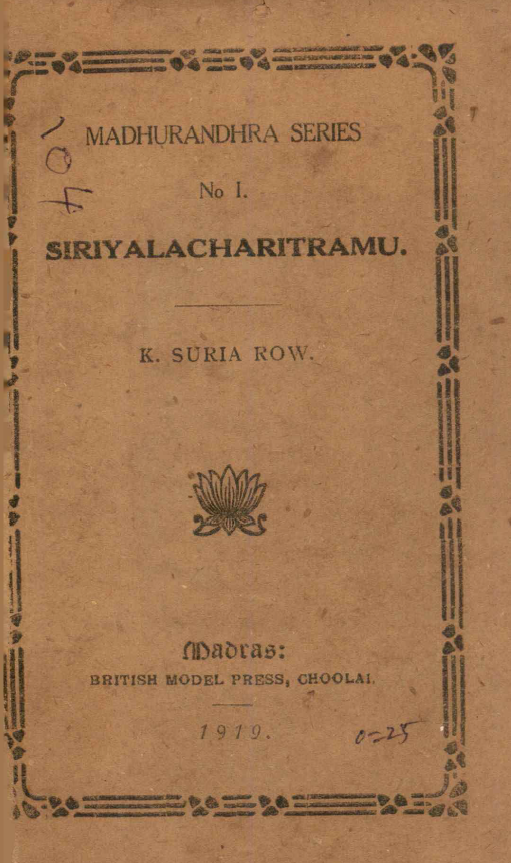 MADHURANDHRA SERIES
No I.
SIRIYALACHARITRAMU.
K. SURIA ROW.
Madras:
BRITISH MODEL PRESS, CHOOLAI.
1919.
0=25